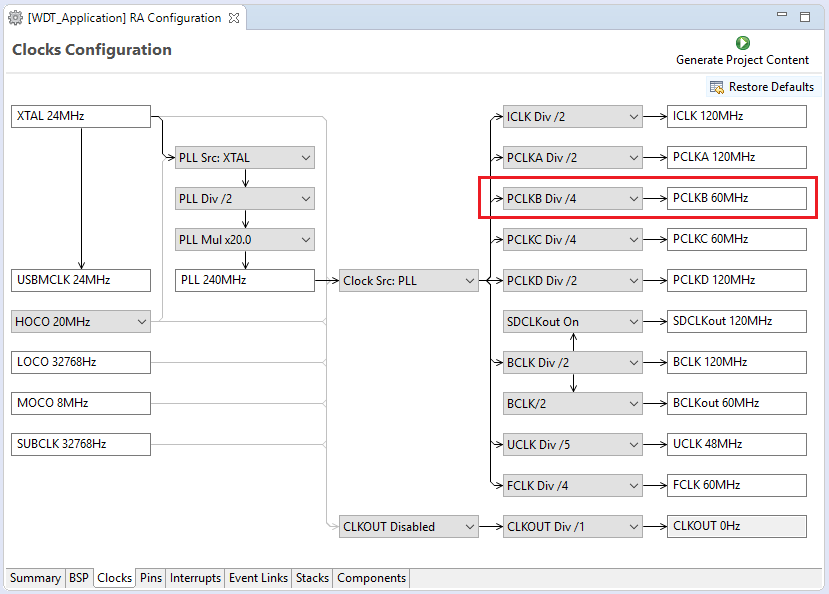 [WDT_Application] RA Configuration
Clocks Configuration
Generate Project Content
Restore Defaults
XTAL 24MHz
ICLK Div /2
ICLK 120MHz
PLL Src: XTAL
PCLKA Div /2
PCLKA 120MHz
PLL Div /2
PCLKB Div /4
PCLKB 60MHz
PLL Mul x20.0
PCLKC Div /4
PCLKC 60MHz
USBMCLK 24MHz
PLL 240MHz
Clock Src: PLL
PCLKD Div /2
PCLKD 120MHz
HOCO 20MHz
SDCLKout On
SDCLKout 120MHz
LOCO 32768Hz
BCLK Div /2
BCLK 120MHz
MOCO 8MHz
BCLK/2
BCLKout 60MHz
SUBCLK 32768Hz
UCLK Div /5
UCLK 48MHz
FCLK Div /4
FCLK 60MHz
CLKOUT Disabled
CLKOUT Div /1
CLKOUT 0Hz
Summary BSP Clocks Pins Interrupts Event Links Stacks Components